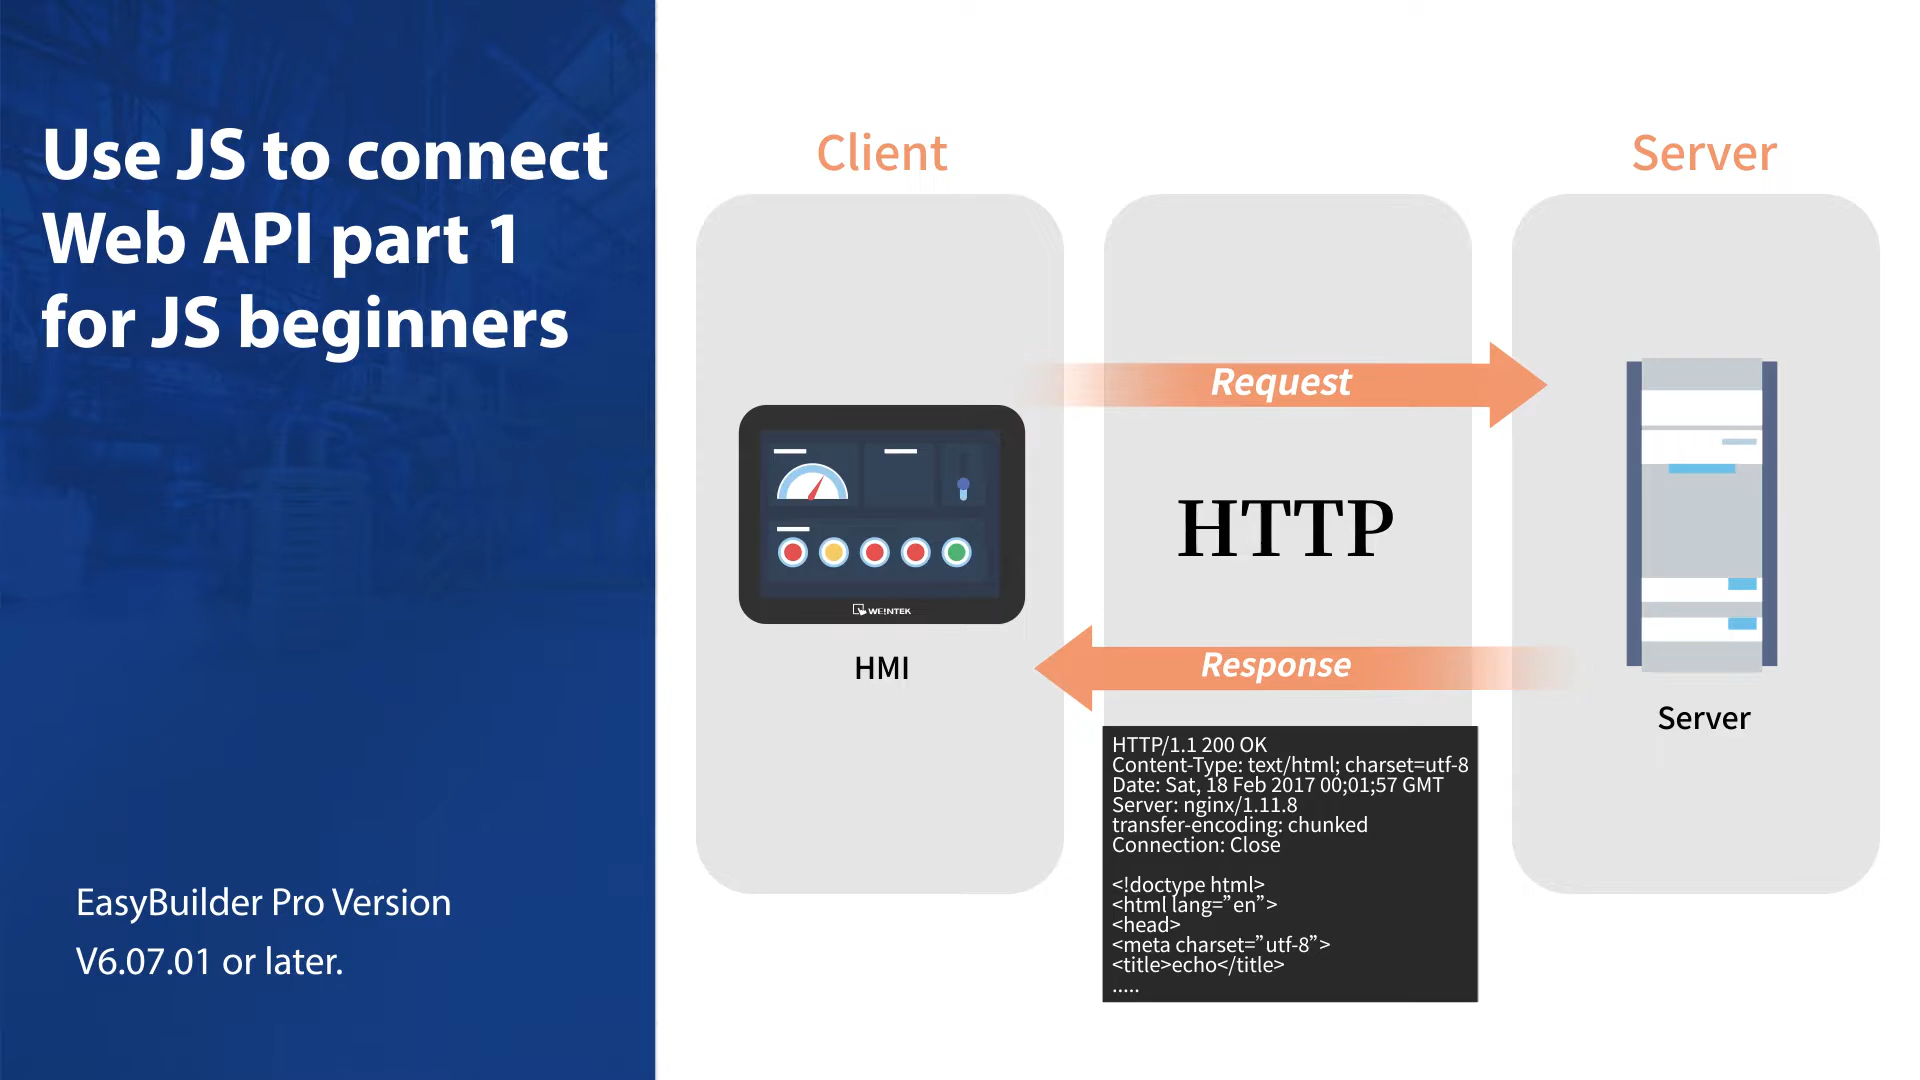 Use JS to connect
Web API part 1
for JS beginners
EasyBuilder Pro Version
V6.07.01 or later.
Client
Server
Request
HTTP
WEINTEK
HMI
Response
Server
HTTP/1.1 200 OK
Content-Type: text/html; charset=utf-8
Date: Sat, 18 Feb 2017 00;01;57 GMT
Server: nginx/1.11.8
transfer-encoding: chunked
Connection: Close
<!doctype html>
<html lang=”en”>
<head>
<meta charset=”utf-8”>
<title>echo</title>
.....